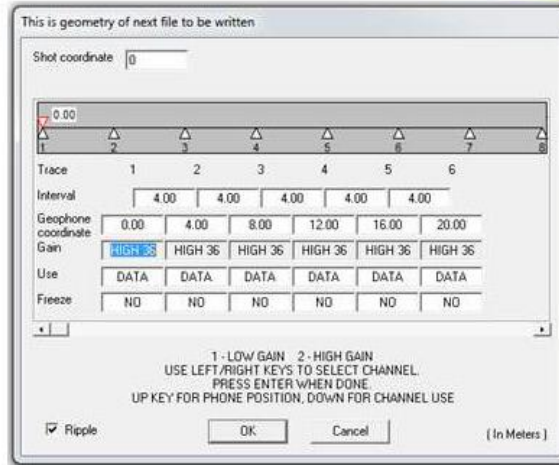 This is geometry of next file to be written
Shot coordinate 0
0.00
1 2 3 4 5 6 7 8
Trace 1 2 3 4 5 6
Interval 4.00 4.00 4.00 4.00 4.00
Geophone
coordinate 0.00 4.00 8.00 12.00 16.00 20.00
Gain HIGH 36 HIGH 36 HIGH 36 HIGH 36 HIGH 36 HIGH 36
Use DATA DATA DATA DATA DATA DATA
Freeze NO NO NO NO NO NO
1 - LOW GAIN 2 - HIGH GAIN
USE LEFT/RIGHT KEYS TO SELECT CHANNEL.
PRESS ENTER WHEN DONE.
UP KEY FOR PHONE POSITION, DOWN FOR CHANNEL USE
Ripple OK Cancel ( In Meters )